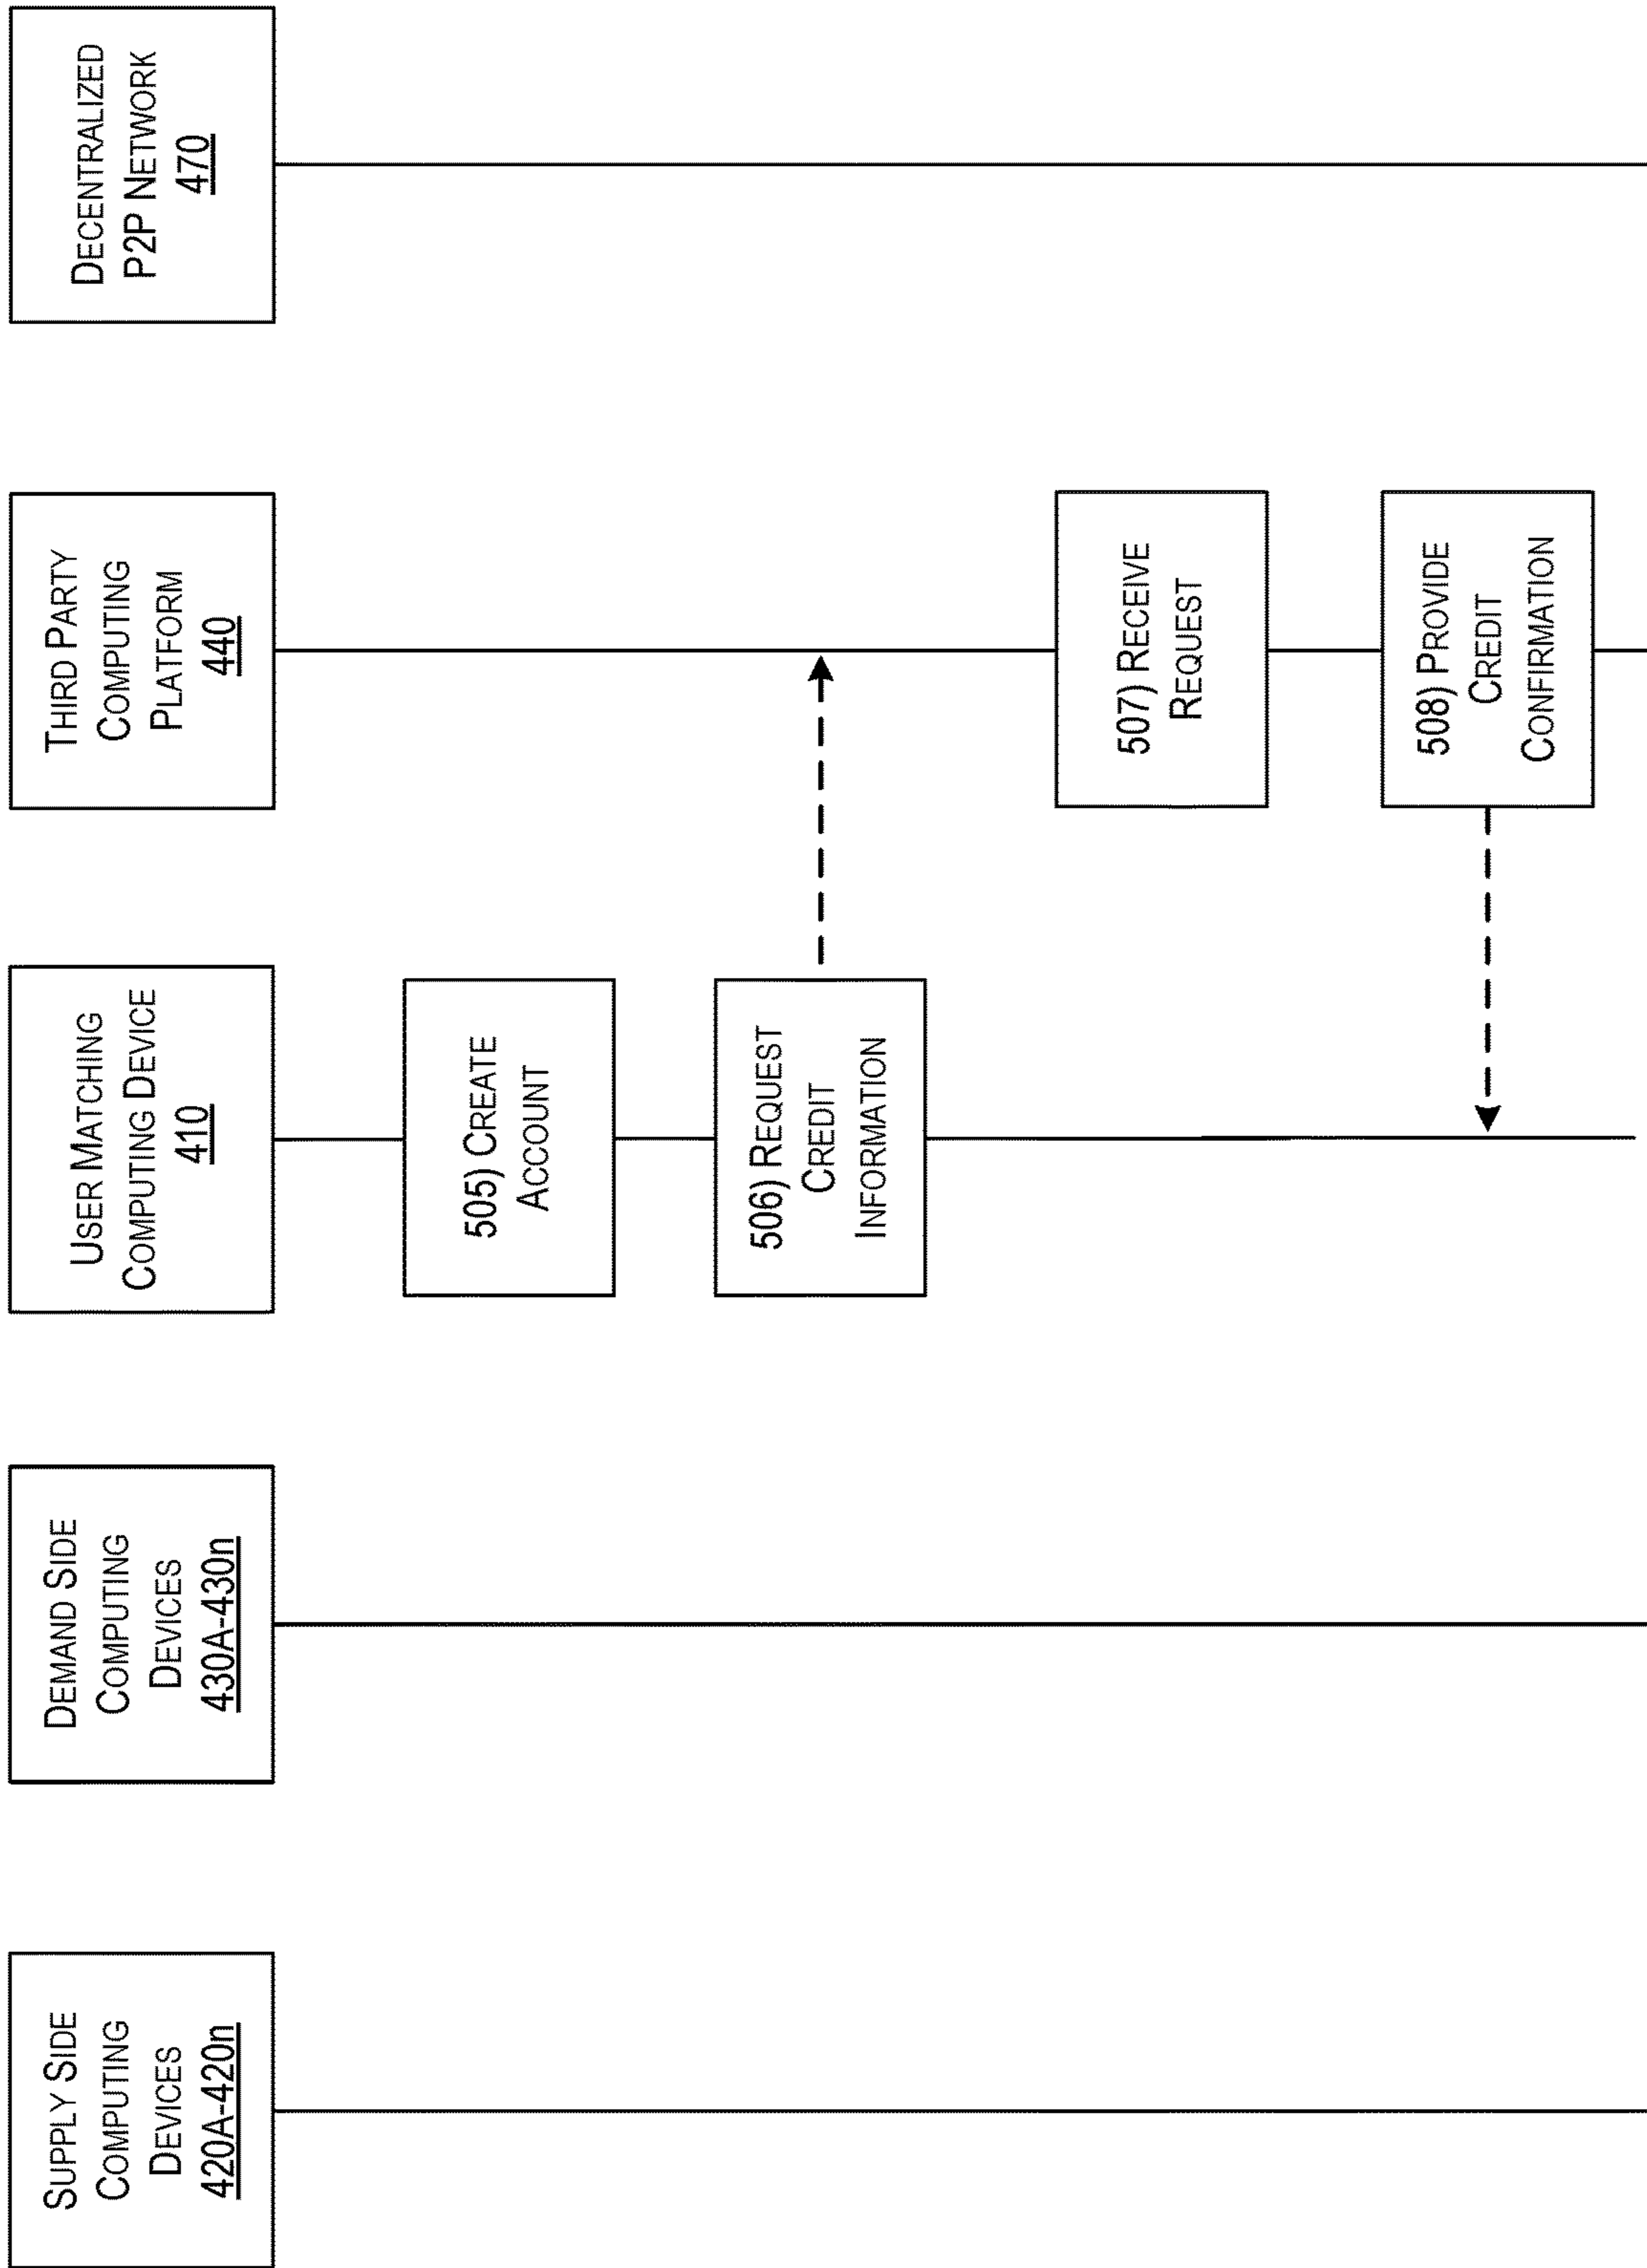 SUPPLY SIDE
COMPUTING
DEVICES
420A-420n
DEMAND SIDE
COMPUTING
DEVICES
430A-430n
USER MATCHING
COMPUTING DEVICE
410
THIRD PARTY
COMPUTING
PLATFORM
440
DECENTRALIZED
P2P NETWORK
470
505) CREATE
ACCOUNT
506) REQUEST
CREDIT
INFORMATION
507) RECEIVE
REQUEST
508) PROVIDE
CREDIT
CONFIRMATION